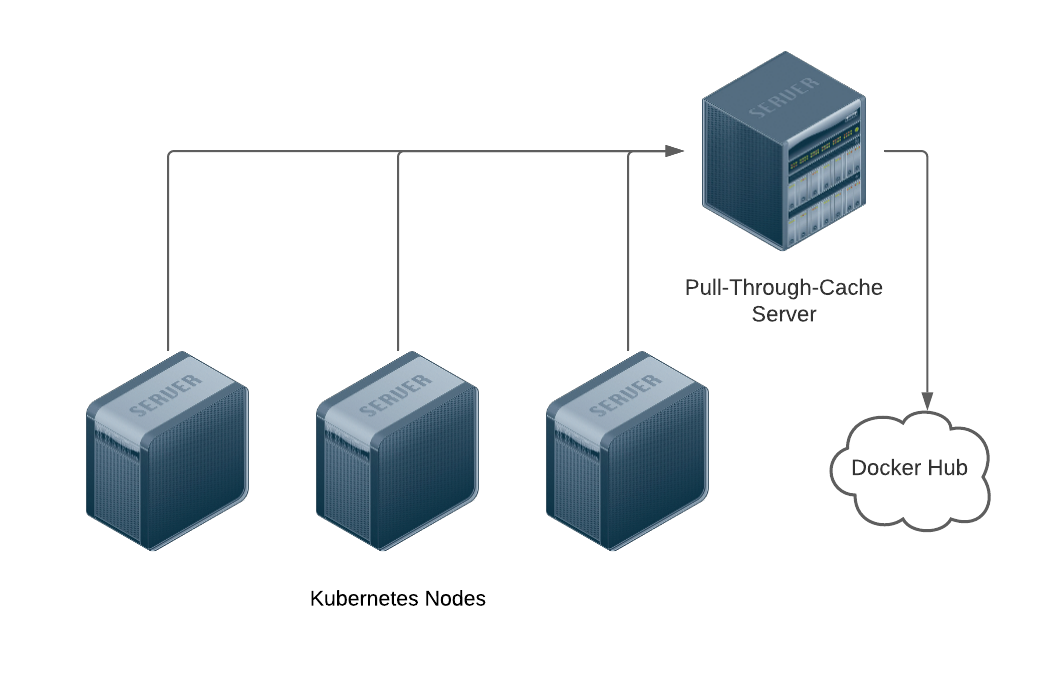 SERVER
Pull-Through-Cache
Server
SERVER
SERVER
SERVER
Docker Hub
Kubernetes Nodes